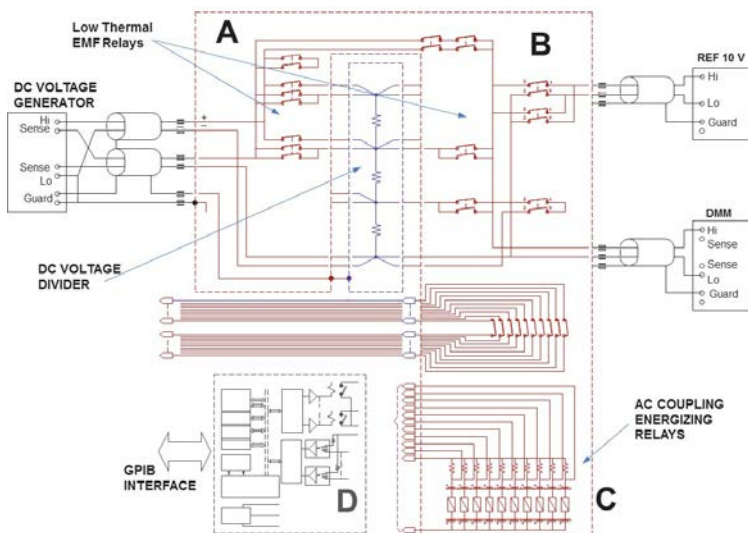 Low Thermal
EMF Relays
A
B
REF 10 V
Hi
Lo
Guard
DC VOLTAGE
GENERATOR
Hi
Sense
Sense
Lo
Guard
+
−
DC VOLTAGE
DIVIDER
DMM
Hi
Sense
Sense
Lo
Guard
AC COUPLING
ENERGIZING
RELAYS
GPIB
INTERFACE
D
C